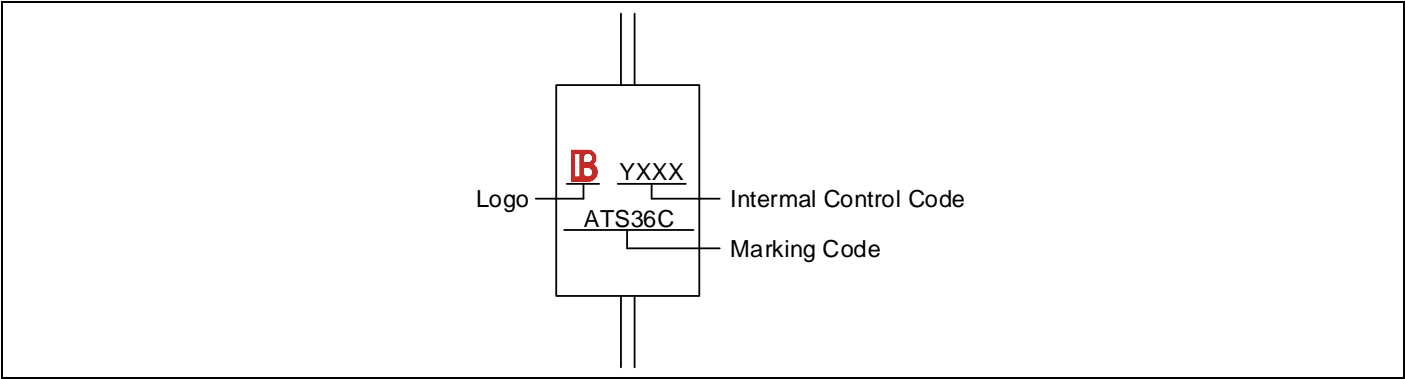 B YXXX
Logo
Intermal Control Code
ATS36C
Marking Code